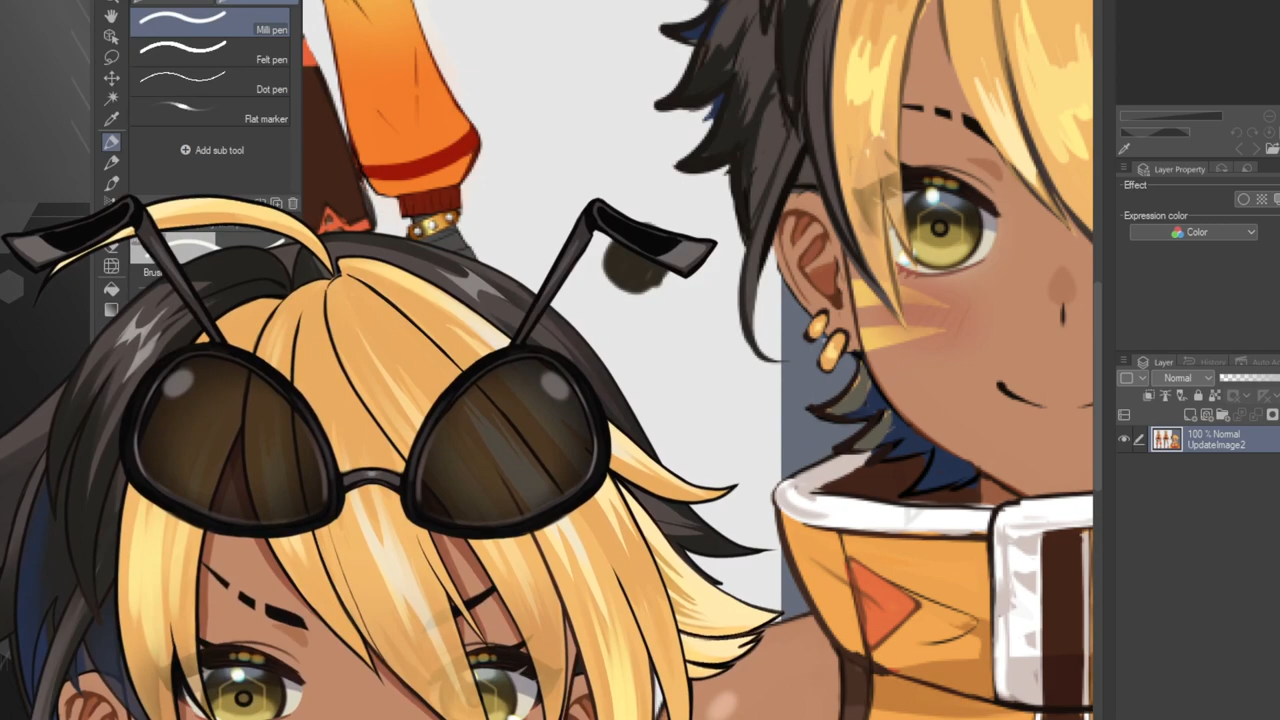 Milli pen
Felt pen
Dot pen
Flat marker
Add sub tool
Layer Property
Effect
Expression color
Color
Layer
History
Normal
100 % Normal
UpdateImage2